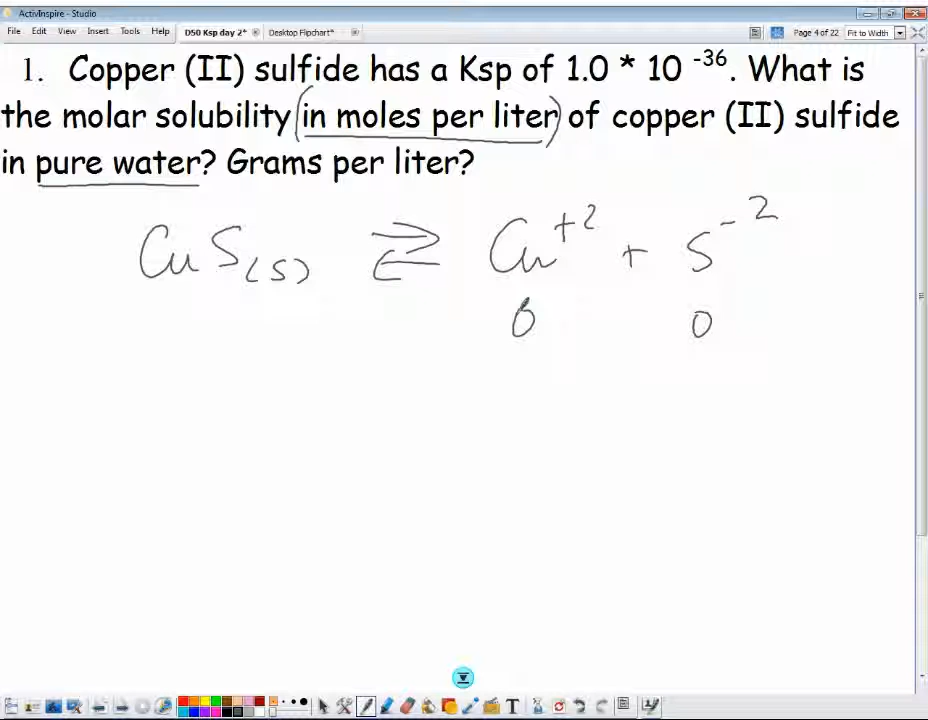 ActivInspire - Studio
File Edit View Insert Tools Help D50 Ksp day 2* Desktop Flipchart* Page 4 of 22 Fit to Width
1. Copper (II) sulfide has a Ksp of 1.0 * 10 -36. What is
the molar solubility (in moles per liter) of copper (II) sulfide
in pure water? Grams per liter?
CuS(s) ⇄ Cu+2 + S-2
0 0
T